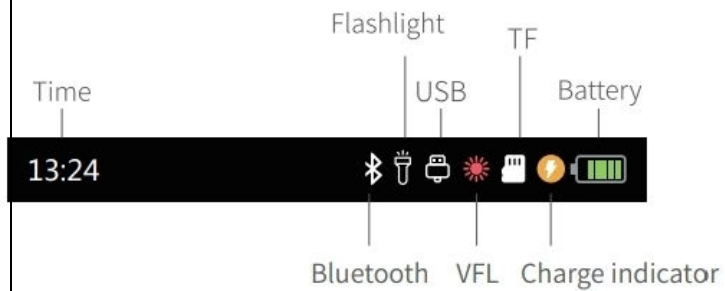 Flashlight
TF
Time
USB
Battery
13:24
Bluetooth
VFL
Charge indicator